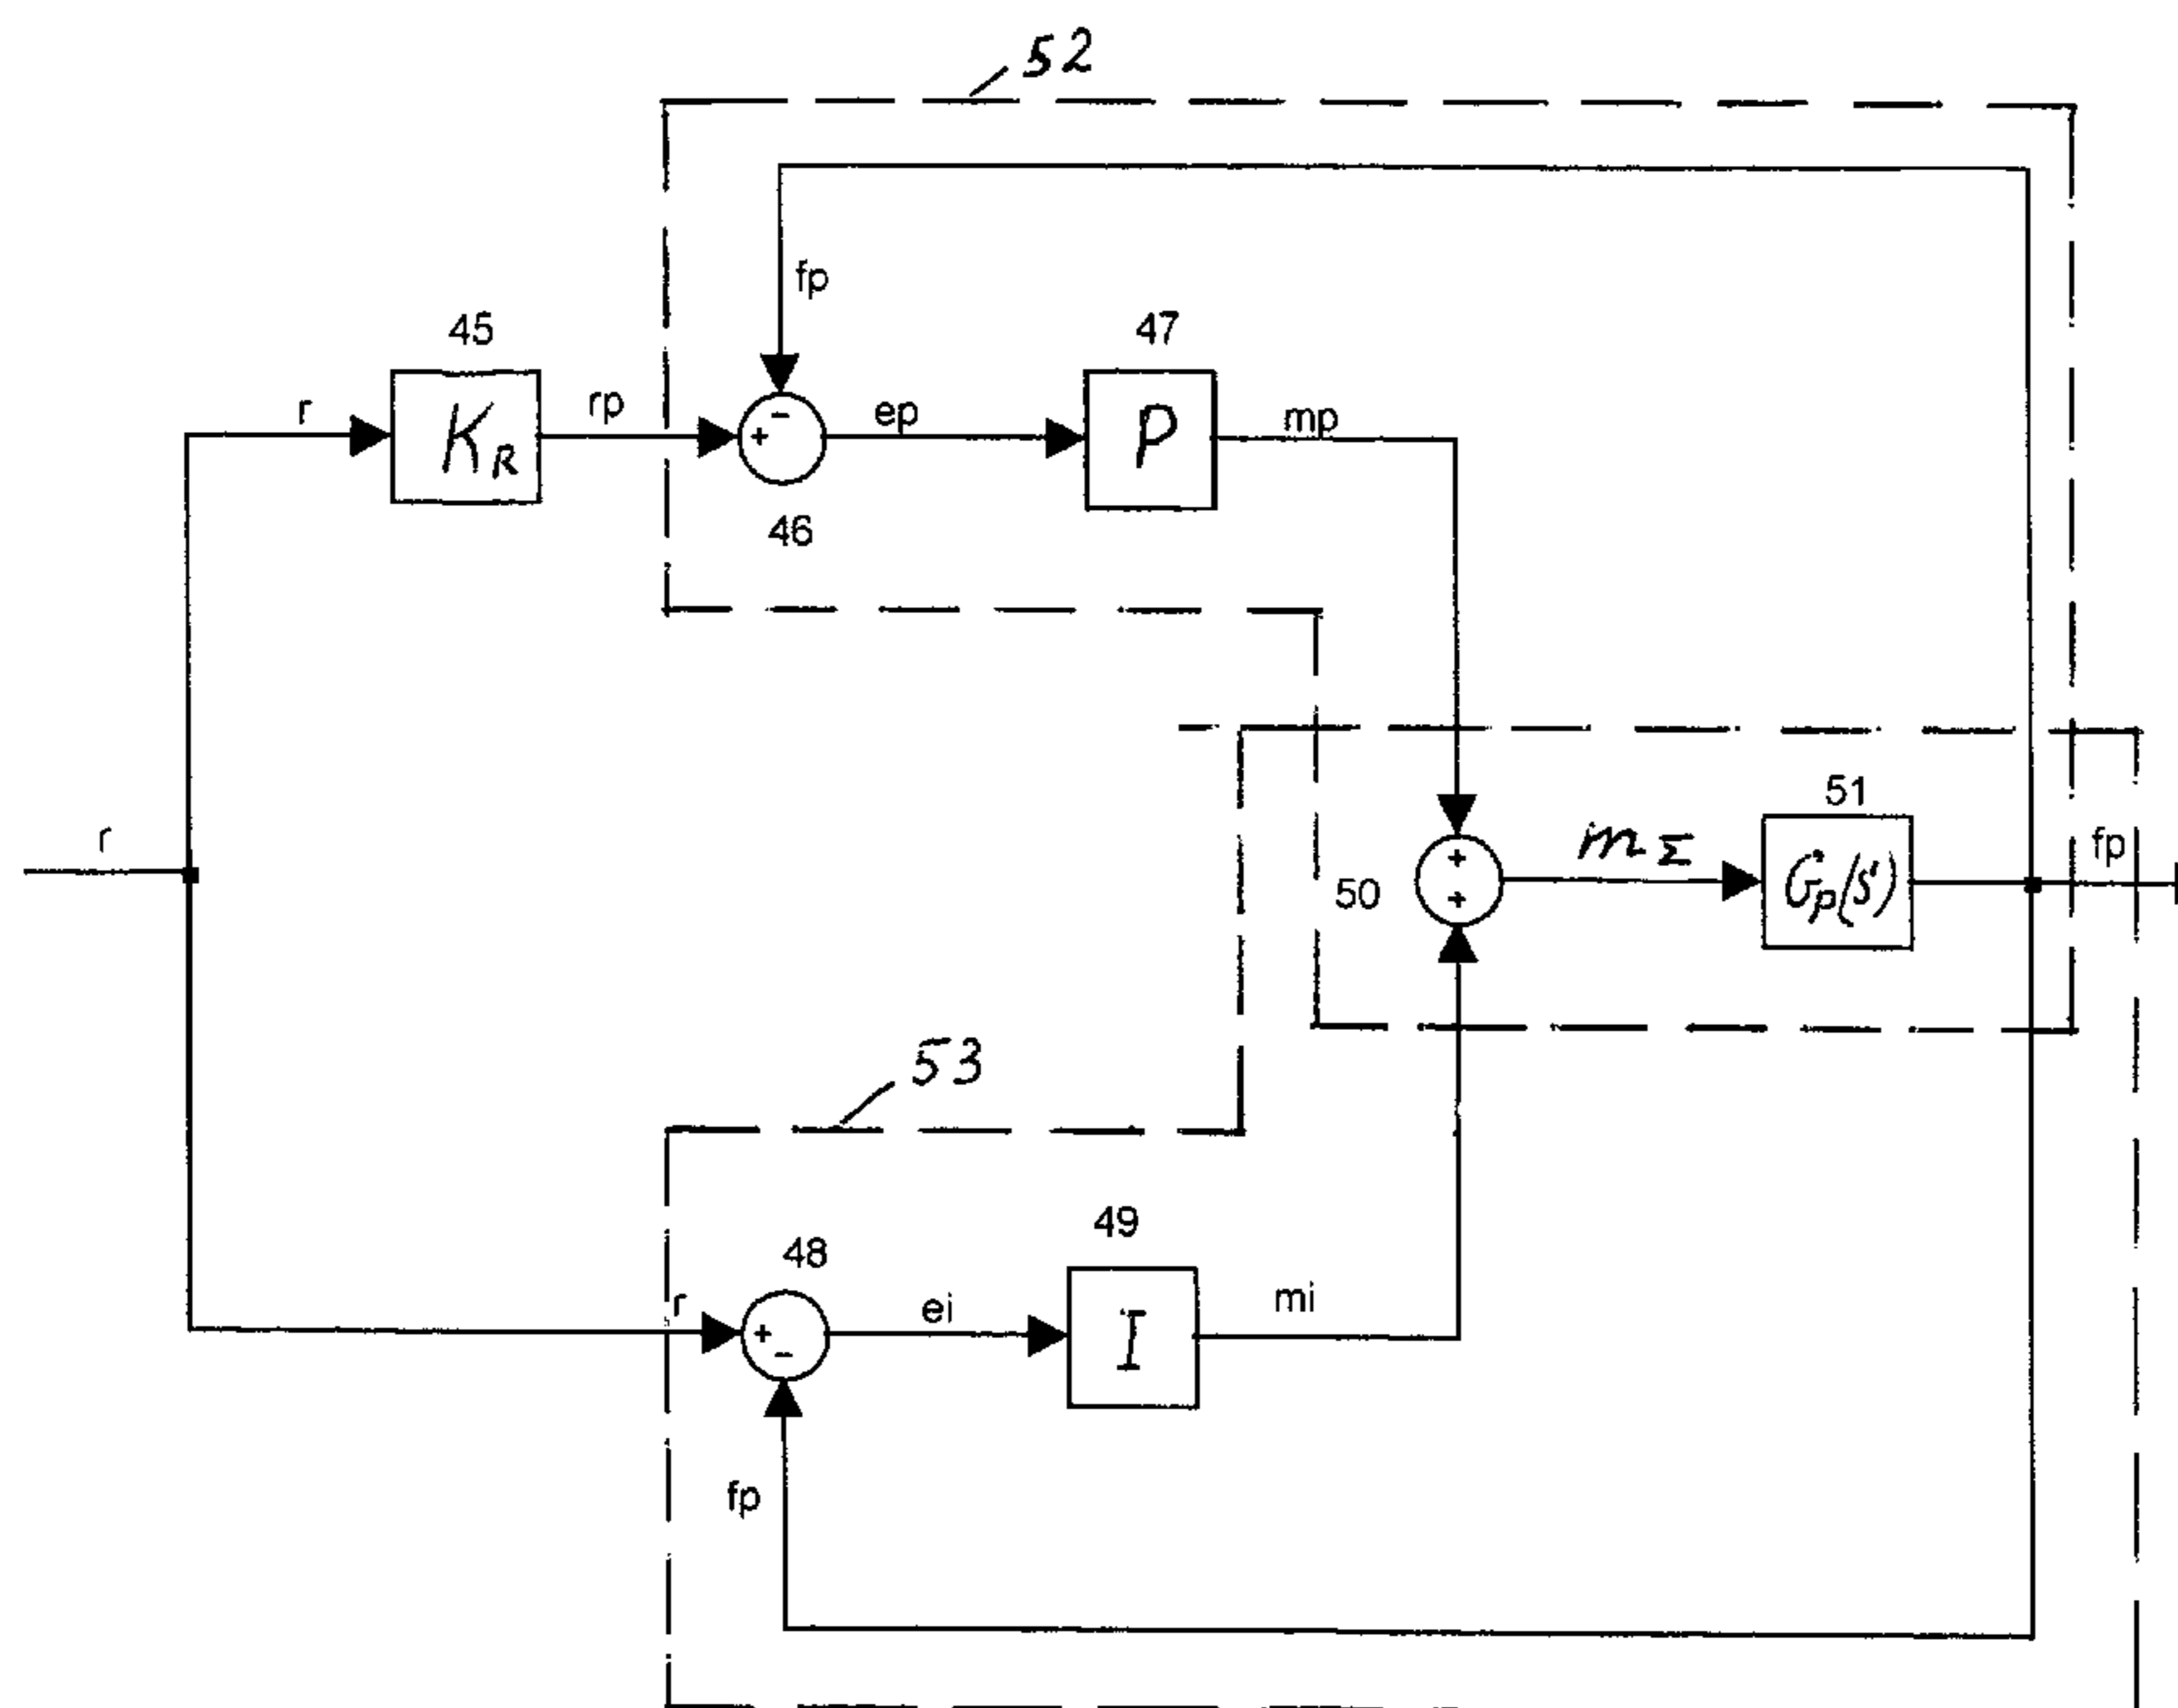 52
fp
45
47
r
K_R
rp
+
-
ep
P
mp
46
51
r
+
+
50
m_Σ
G_p(s)
fp
53
49
48
r
+
-
ei
I
mi
fp